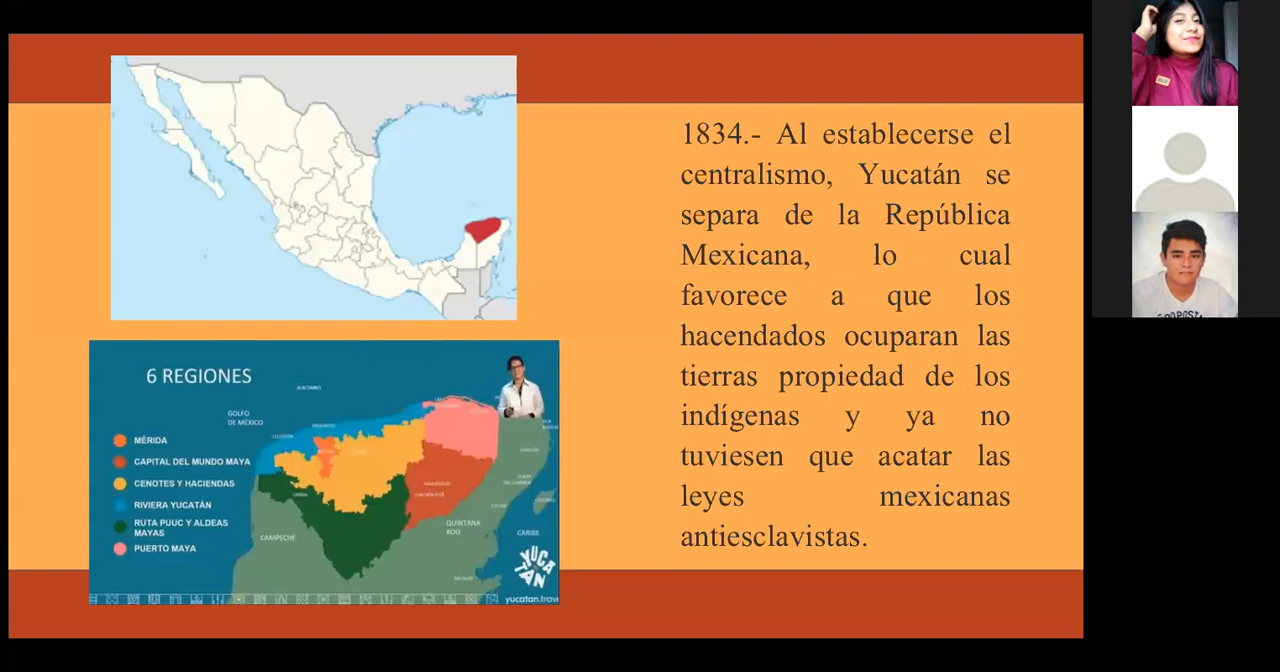 1834.- Al establecerse el
centralismo, Yucatán se
separa de la República
Mexicana, lo cual
favorece a que los
hacendados ocuparan las
tierras propiedad de los
indígenas y ya no
tuviesen que acatar las
leyes mexicanas
antiesclavistas.
6 REGIONES
GOLFO
DE MÉXICO
MÉRIDA
CAPITAL DEL MUNDO MAYA
CENOTES Y HACIENDAS
RIVIERA YUCATÁN
RUTA PUUC Y ALDEAS
MAYAS
PUERTO MAYA
CAMPECHE
QUINTANA
ROO
CARIBE
YUCA
TÁN
yucatan.trav